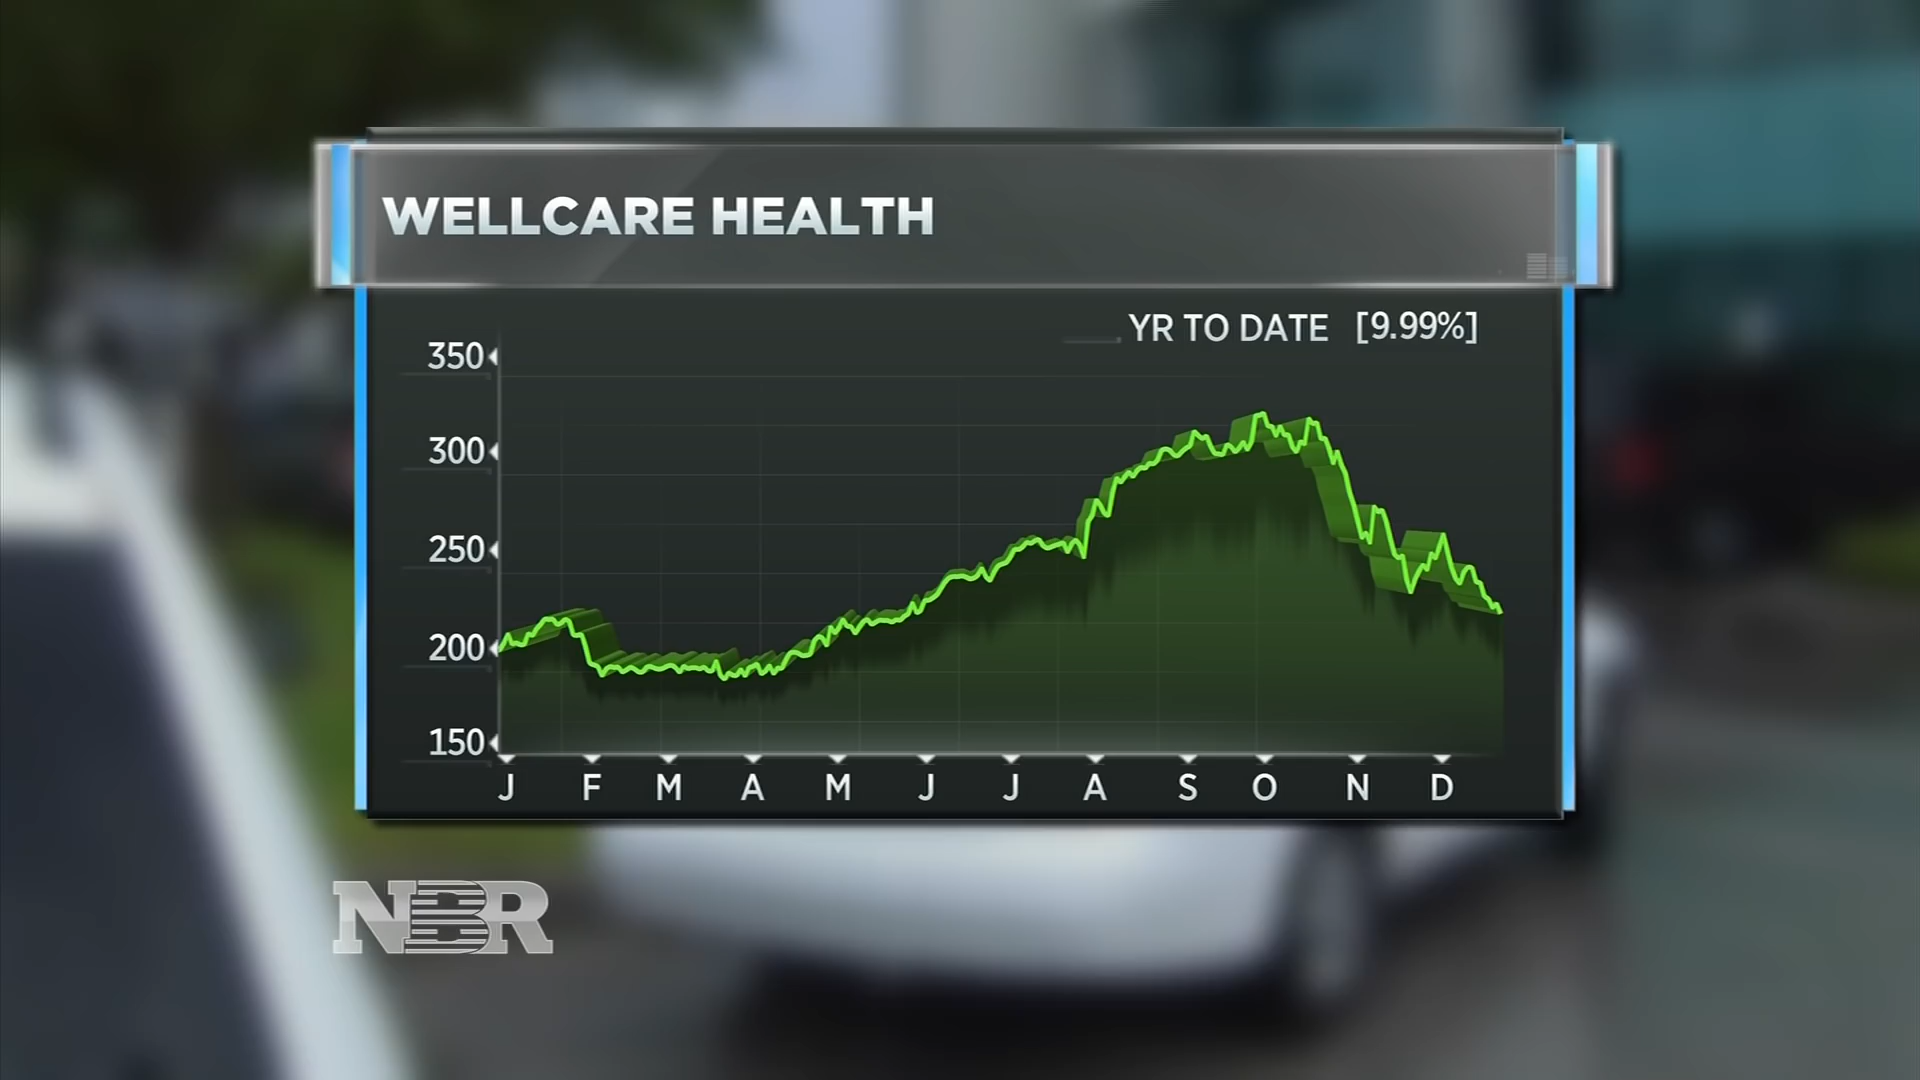 WELLCARE HEALTH
YR TO DATE [9.99%]
350
300
250
200
150
J F M A M J J A S O N D
NBR